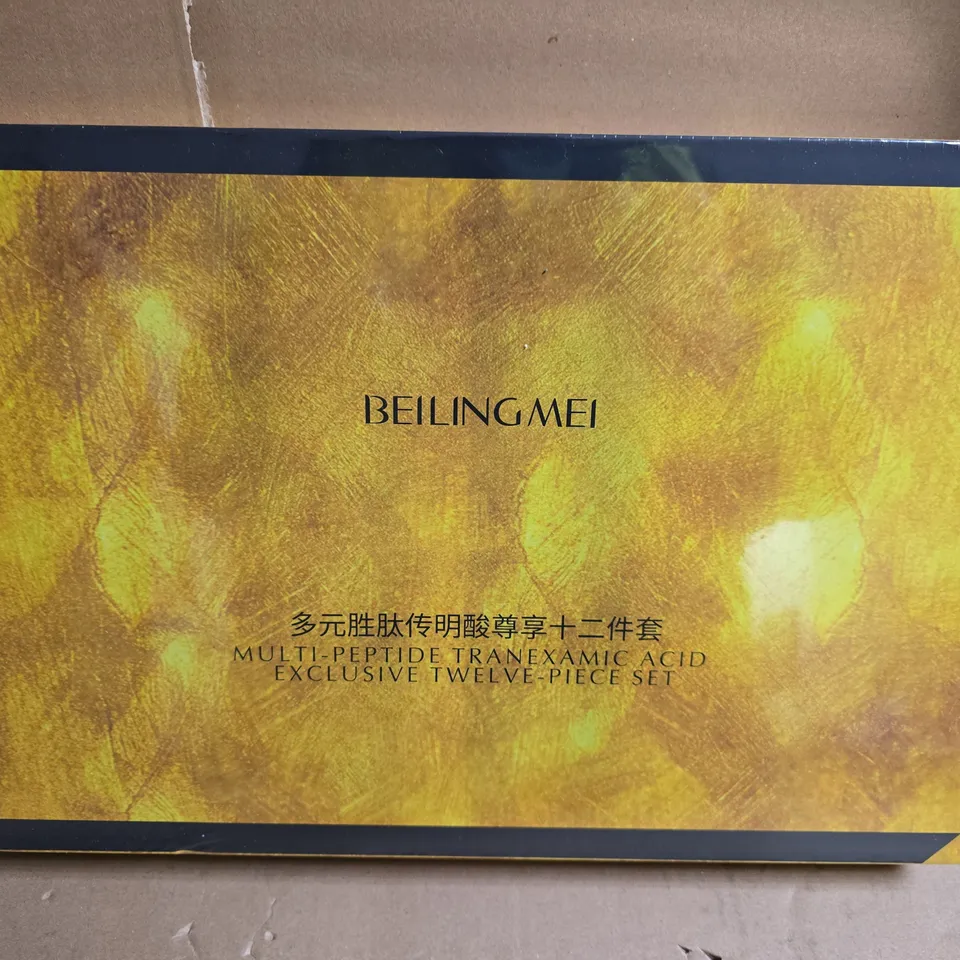 BEILINGMEI
多元胜肽传明酸尊享十二件套
MULTI-PEPTIDE TRANEXAMIC ACID
EXCLUSIVE TWELVE-PIECE SET